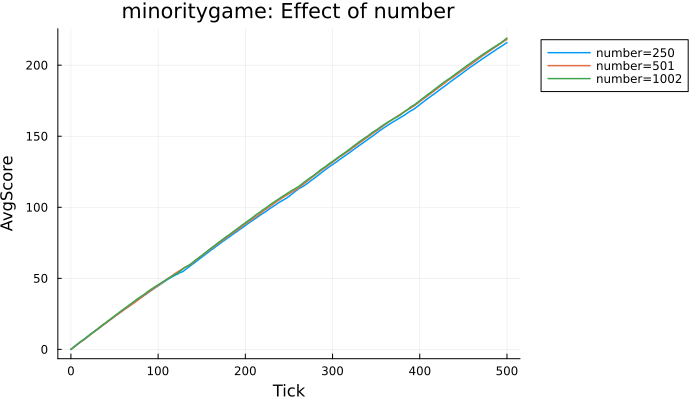 minoritygame: Effect of number
number=250
number=501
number=1002
AvgScore
200
150
100
50
0
0 100 200 300 400 500
Tick